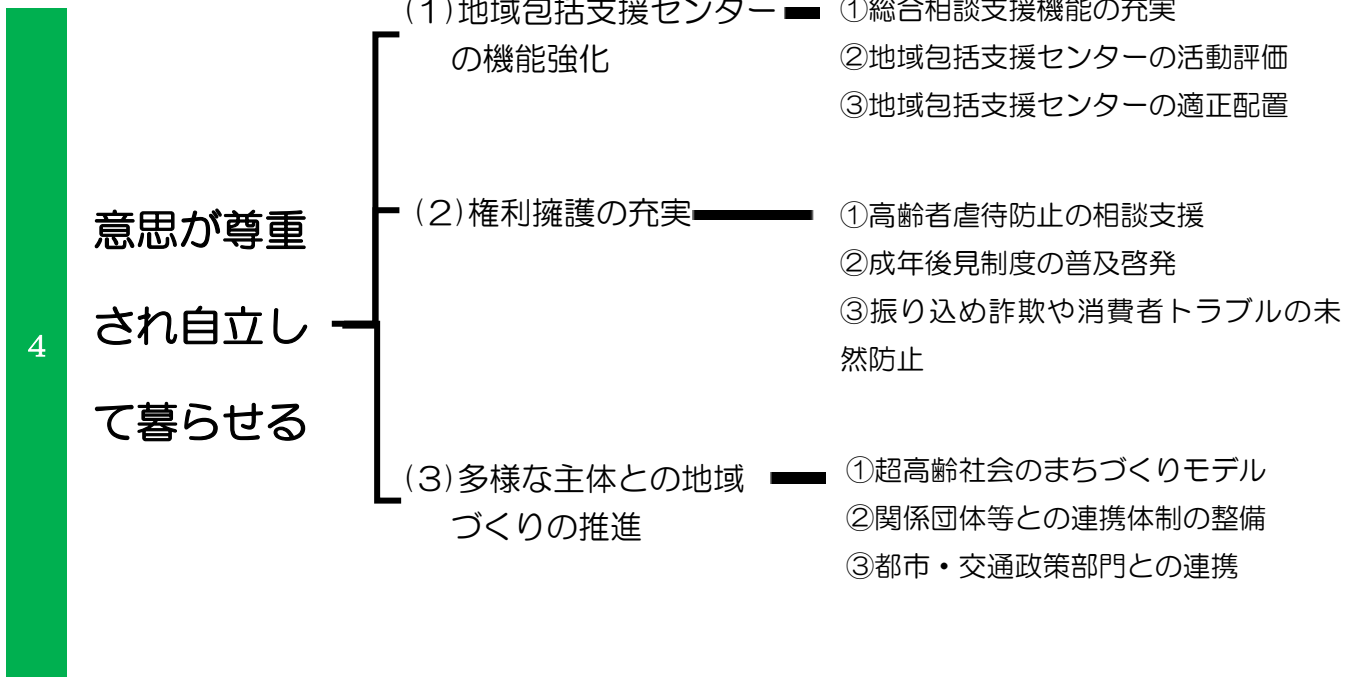 4
意思が尊重
され自立し
て暮らせる
(1)地域包括支援センター
の機能強化
①総合相談支援機能の充実
②地域包括支援センターの活動評価
③地域包括支援センターの適正配置
(2)権利擁護の充実
①高齢者虐待防止の相談支援
②成年後見制度の普及啓発
③振り込め詐欺や消費者トラブルの未
然防止
(3)多様な主体との地域
づくりの推進
①超高齢社会のまちづくりモデル
②関係団体等との連携体制の整備
③都市・交通政策部門との連携